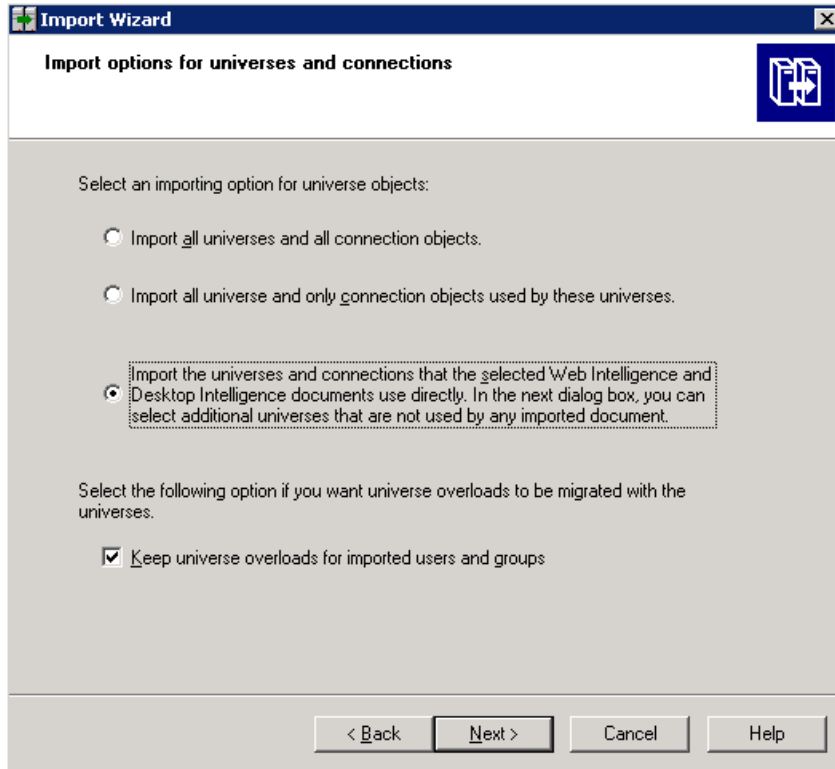 Import Wizard
Import options for universes and connections
Select an importing option for universe objects:
Import all universes and all connection objects.
Import all universe and only connection objects used by these universes.
Import the universes and connections that the selected Web Intelligence and
Desktop Intelligence documents use directly. In the next dialog box, you can
select additional universes that are not used by any imported document.
Select the following option if you want universe overloads to be migrated with the
universes.
Keep universe overloads for imported users and groups
< Back Next > Cancel Help